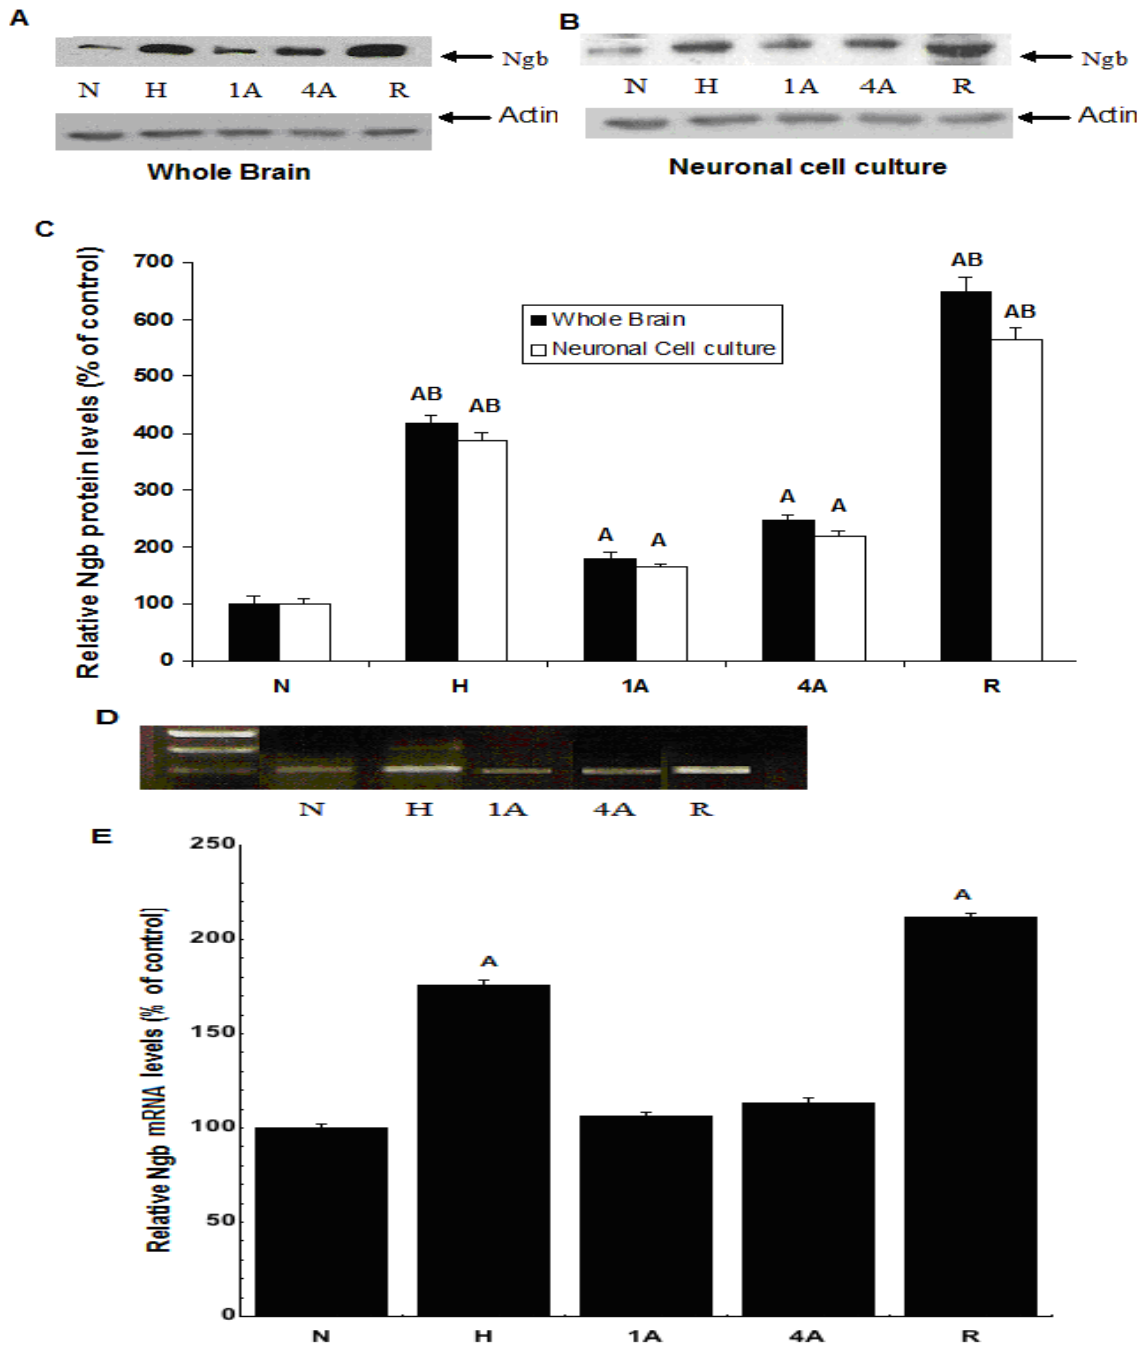 A
B
Ngb
Ngb
N H 1A 4A R
N H 1A 4A R
Actin
Actin
Whole Brain
Neuronal cell culture
C
Relative Ngb protein levels (% of control)
700
600
500
400
300
200
100
0
Whole Brain
Neuronal Cell culture
AB AB A A A A AB AB
N H 1A 4A R
D
N H 1A 4A R
E
Relative Ngb mRNA levels (% of control)
250
200
150
100
50
0
A A
N H 1A 4A R